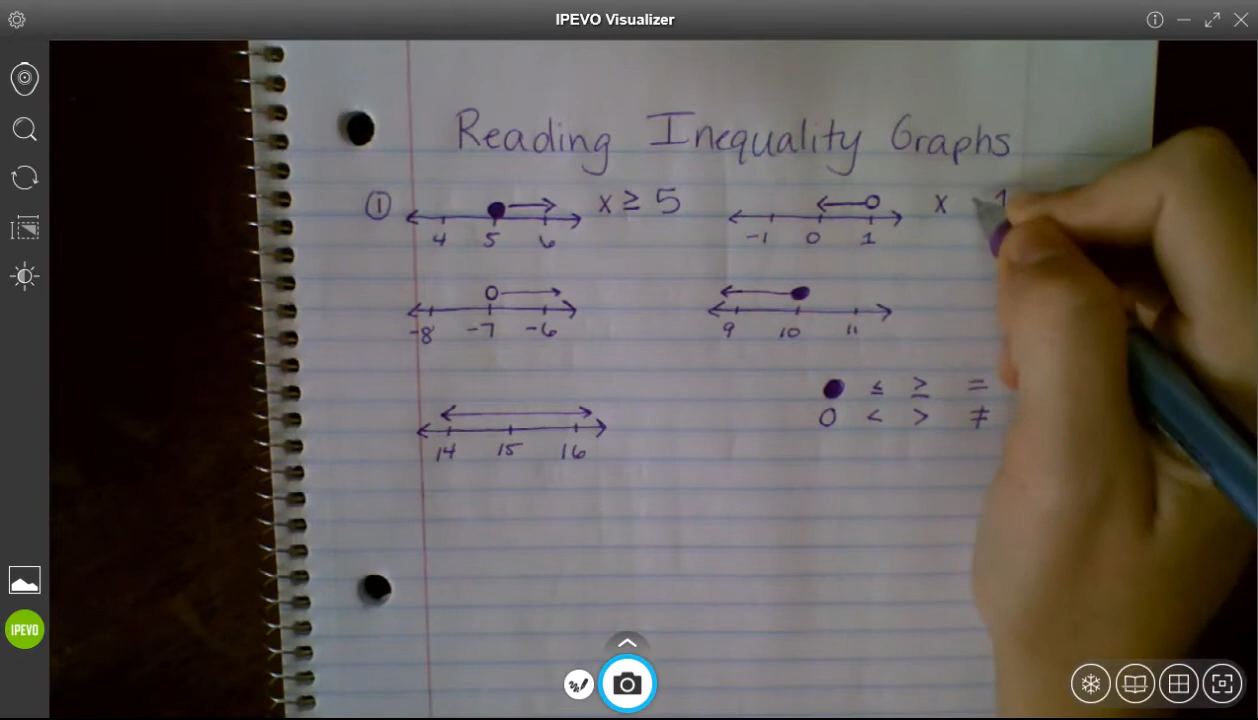 IPEVO Visualizer
Reading Inequality Graphs
① x ≥ 5 x 1
4 5 6 -1 0 1
-8 -7 -6 9 10 11
≤ ≥ =
O < > ≠
14 15 16
IPEVO